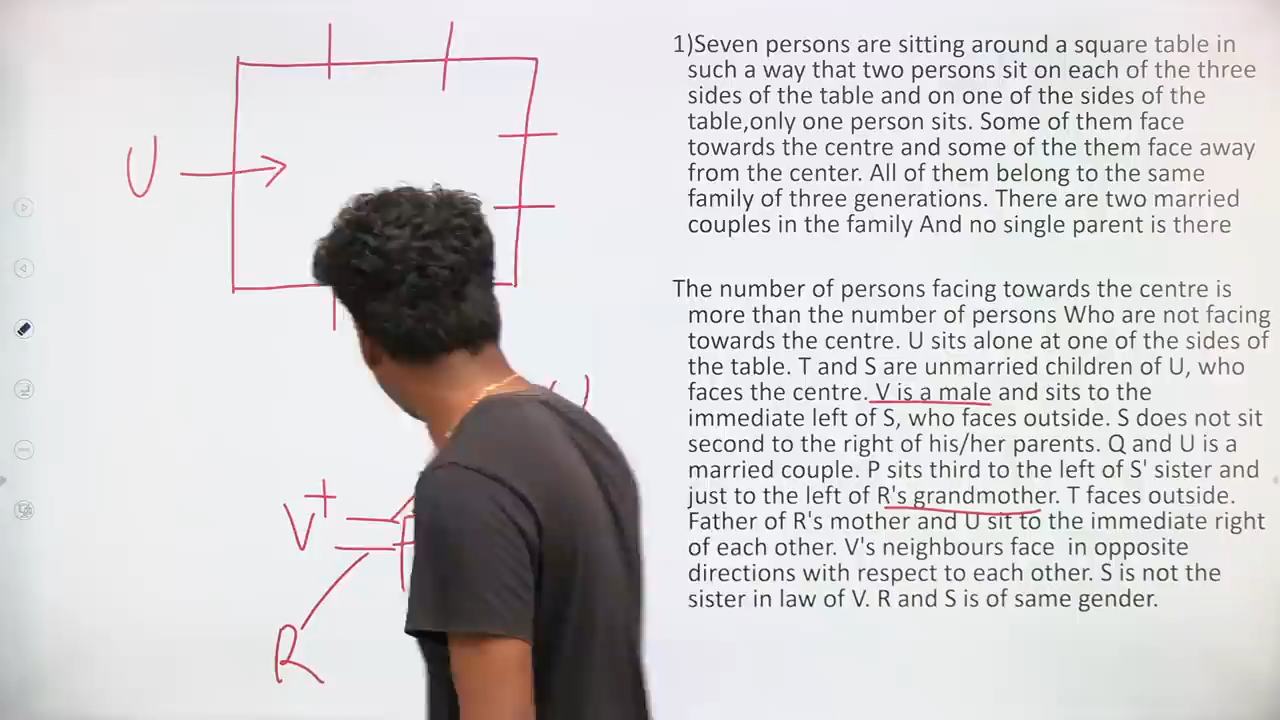 1)Seven persons are sitting around a square table in
such a way that two persons sit on each of the three
sides of the table and on one of the sides of the
table,only one person sits. Some of them face
towards the centre and some of the them face away
from the center. All of them belong to the same
family of three generations. There are two married
couples in the family And no single parent is there
The number of persons facing towards the centre is
more than the number of persons Who are not facing
towards the centre. U sits alone at one of the sides of
the table. T and S are unmarried children of U, who
faces the centre. V is a male and sits to the
immediate left of S, who faces outside. S does not sit
second to the right of his/her parents. Q and U is a
married couple. P sits third to the left of S' sister and
just to the left of R's grandmother. T faces outside.
Father of R's mother and U sit to the immediate right
of each other. V's neighbours face in opposite
directions with respect to each other. S is not the
sister in law of V. R and S is of same gender.
U
V+
R